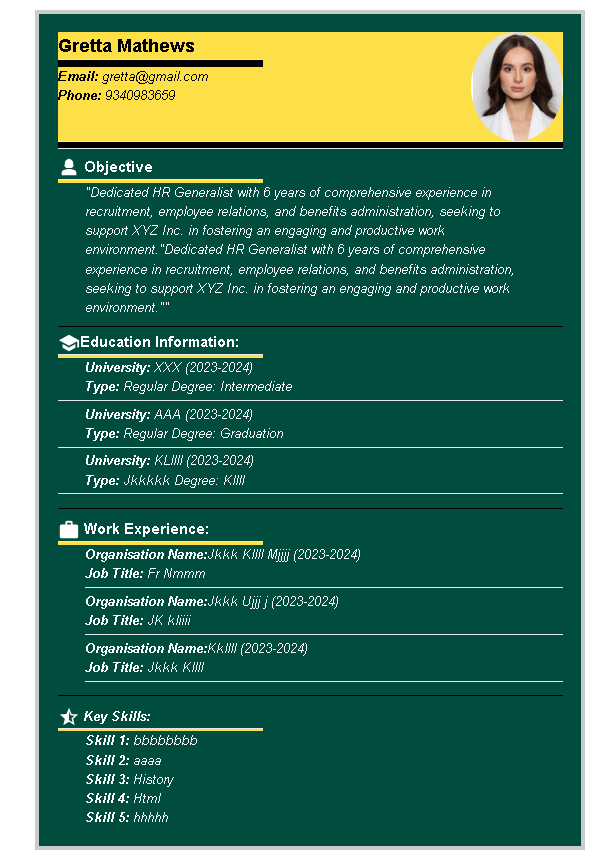 Gretta Mathews
Email: gretta@gmail.com
Phone: 9340983659
Objective
"Dedicated HR Generalist with 6 years of comprehensive experience in
recruitment, employee relations, and benefits administration, seeking to
support XYZ Inc. in fostering an engaging and productive work
environment."Dedicated HR Generalist with 6 years of comprehensive
experience in recruitment, employee relations, and benefits administration,
seeking to support XYZ Inc. in fostering an engaging and productive work
environment.""
Education Information:
University: XXX (2023-2024)
Type: Regular Degree: Intermediate
University: AAA (2023-2024)
Type: Regular Degree: Graduation
University: KLIlll (2023-2024)
Type: Jkkkkk Degree: KIlll
Work Experience:
Organisation Name:Jkkk KIlll Mjjjj (2023-2024)
Job Title: Fr Nmmm
Organisation Name:Jkkk Ujjj j (2023-2024)
Job Title: JK kliiii
Organisation Name:Kkllll (2023-2024)
Job Title: Jkkk KIlll
Key Skills:
Skill 1: bbbbbbbb
Skill 2: aaaa
Skill 3: History
Skill 4: Html
Skill 5: hhhhh